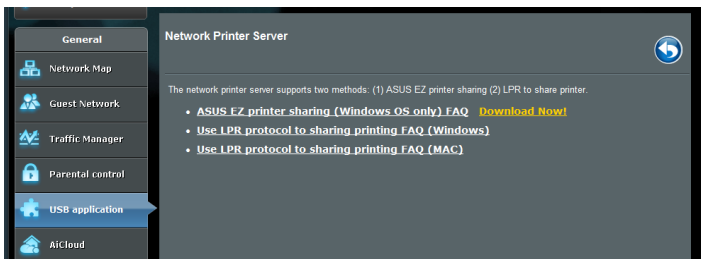 General
Network Map
Guest Network
Traffic Manager
Parental control
USB application
AiCloud
Network Printer Server
The network printer server supports two methods: (1) ASUS EZ printer sharing (2) LPR to share printer.
ASUS EZ printer sharing (Windows OS only) FAQ Download Now!
Use LPR protocol to sharing printing FAQ (Windows)
Use LPR protocol to sharing printing FAQ (MAC)